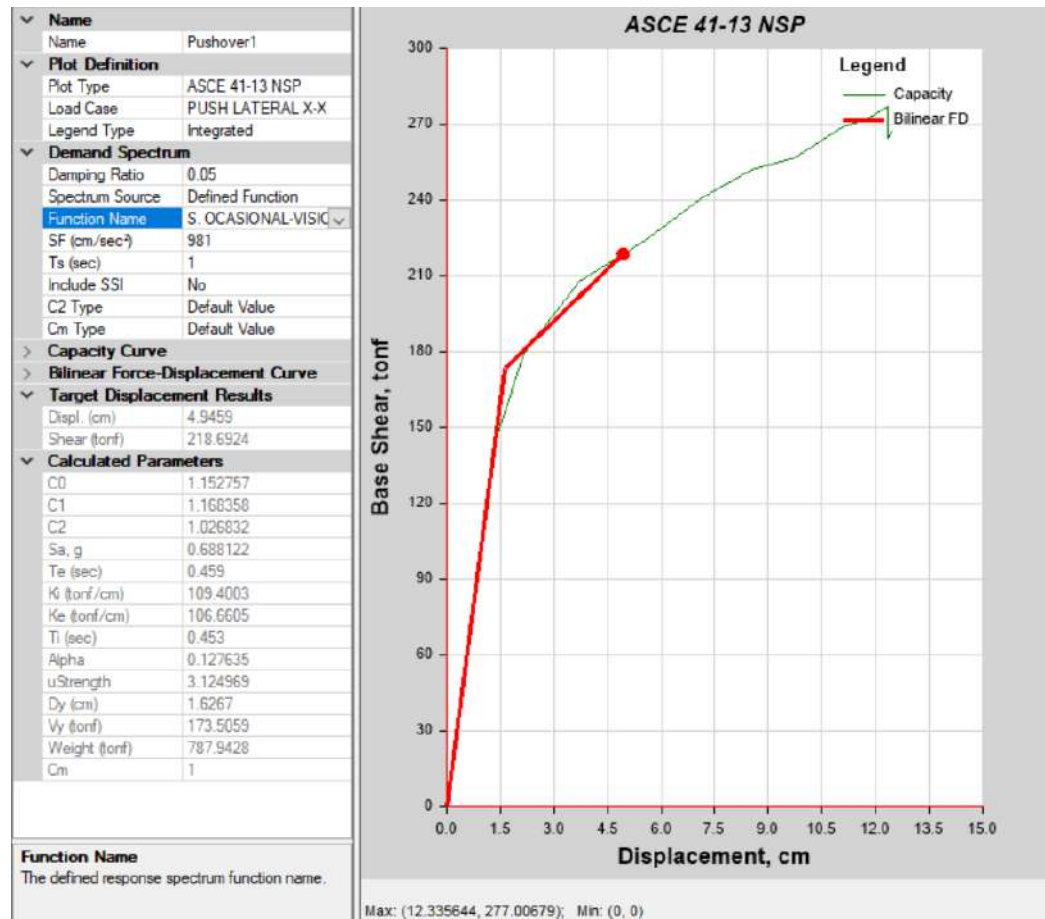 Name
Name Pushover1
Plot Definition
Plot Type ASCE 41-13 NSP
Load Case PUSH LATERAL X-X
Legend Type Integrated
Demand Spectrum
Damping Ratio 0.05
Spectrum Source Defined Function
Function Name S. OCASIONAL-VISIC
SF (cm/sec²) 981
Ts (sec) 1
Include SSI No
C2 Type Default Value
Cm Type Default Value
Capacity Curve
Bilinear Force-Displacement Curve
Target Displacement Results
Displ. (cm) 4.9459
Shear (tonf) 218.6924
Calculated Parameters
C0 1.152757
C1 1.168358
C2 1.026832
Sa, g 0.688122
Te (sec) 0.459
Ki (tonf/cm) 109.4003
Ke (tonf/cm) 106.6605
Ti (sec) 0.453
Alpha 0.127635
uStrength 3.124969
Dy (cm) 1.6267
Vy (tonf) 173.5059
Weight (tonf) 787.9428
Cm 1
Function Name
The defined response spectrum function name.
ASCE 41-13 NSP
Legend
Capacity
Bilinear FD
Base Shear, tonf
300
270
240
210
180
150
120
90
60
30
0
0.0 1.5 3.0 4.5 6.0 7.5 9.0 10.5 12.0 13.5 15.0
Displacement, cm
Max: (12.335644, 277.00679); Min: (0, 0)